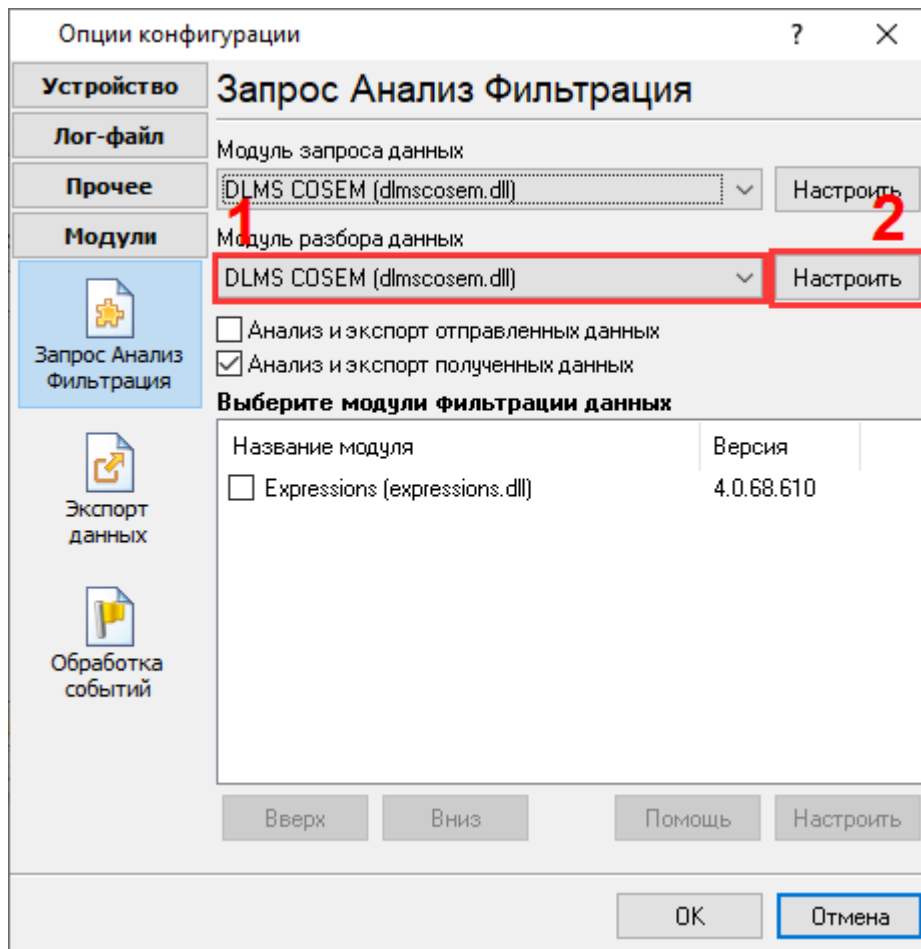 Опции конфигурации ?
Устройство
Запрос Анализ Фильтрация
Лог-файл
Модуль запроса данных
Прочее
DLMS COSEM (dlmscosem.dll)
Настроить
1
2
Модули
Модуль разбора данных
DLMS COSEM (dlmscosem.dll)
Настроить
Анализ и экспорт отправленных данных
Запрос Анализ
Фильтрация
Анализ и экспорт полученных данных
Выберите модули фильтрации данных
Название модуля Версия
Expressions (expressions.dll) 4.0.68.610
Экспорт
данных
Обработка
событий
Вверх Вниз Помощь Настроить
OK Отмена